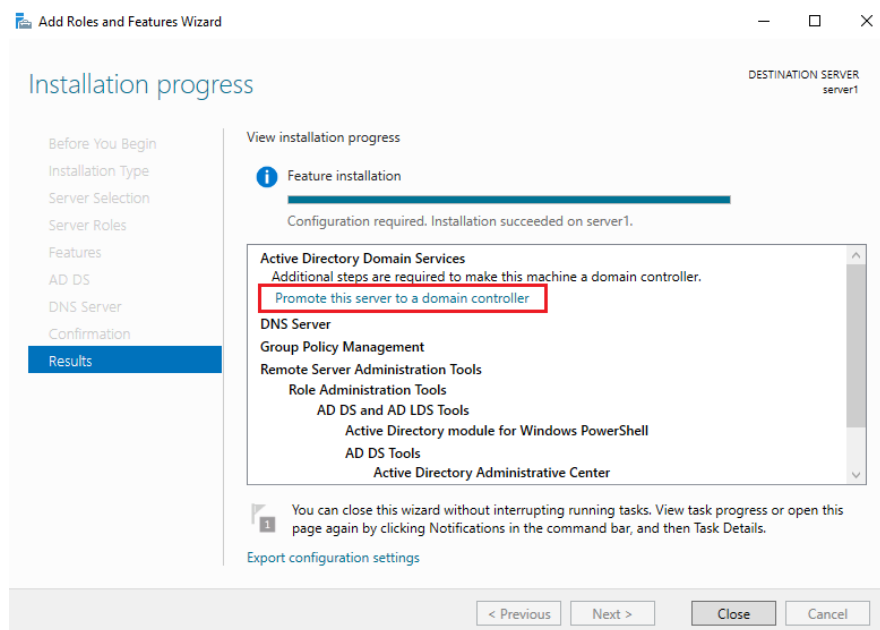 Add Roles and Features Wizard
Installation progress
DESTINATION SERVER
server1
Before You Begin
Installation Type
Server Selection
Server Roles
Features
AD DS
DNS Server
Confirmation
Results
View installation progress
Feature installation
Configuration required. Installation succeeded on server1.
Active Directory Domain Services
Additional steps are required to make this machine a domain controller.
Promote this server to a domain controller
DNS Server
Group Policy Management
Remote Server Administration Tools
Role Administration Tools
AD DS and AD LDS Tools
Active Directory module for Windows PowerShell
AD DS Tools
Active Directory Administrative Center
1
You can close this wizard without interrupting running tasks. View task progress or open this
page again by clicking Notifications in the command bar, and then Task Details.
Export configuration settings
< Previous
Next >
Close
Cancel